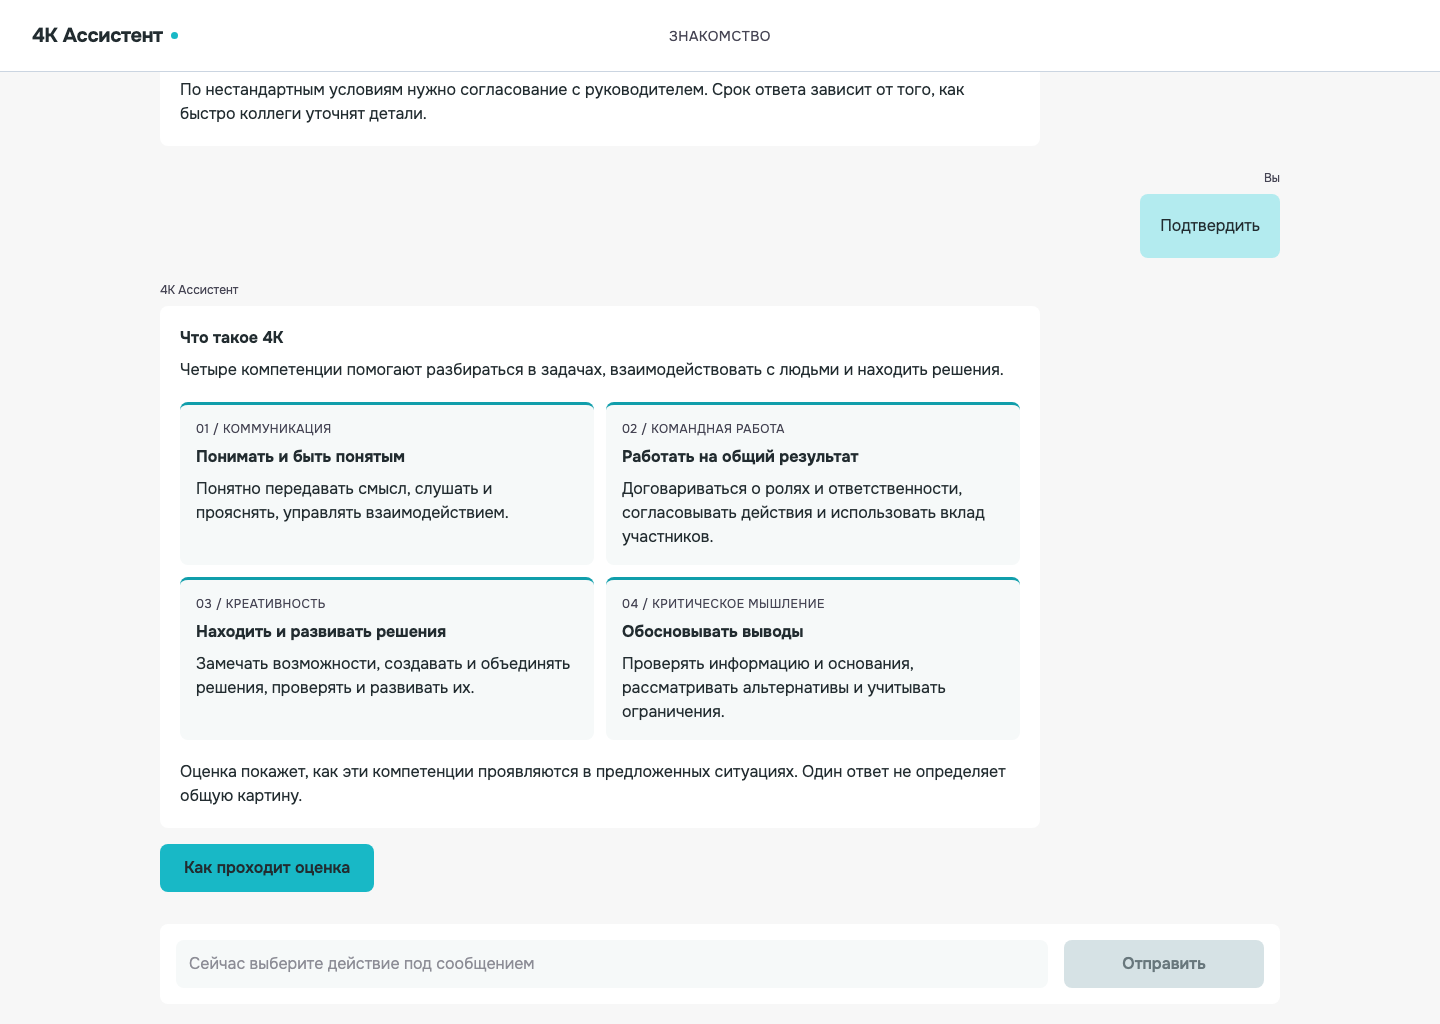 4K Ассистент
ЗНАКОМСТВО
По нестандартным условиям нужно согласование с руководителем. Срок ответа зависит от того, как
быстро коллеги уточнят детали.
Вы
Подтвердить
4K Ассистент
Что такое 4K
Четыре компетенции помогают разбираться в задачах, взаимодействовать с людьми и находить решения.
01 / КОММУНИКАЦИЯ
Понимать и быть понятым
Понятно передавать смысл, слушать и
прояснять, управлять взаимодействием.
02 / КОМАНДНАЯ РАБОТА
Работать на общий результат
Договариваться о ролях и ответственности,
согласовывать действия и использовать вклад
участников.
03 / КРЕАТИВНОСТЬ
Находить и развивать решения
Замечать возможности, создавать и объединять
решения, проверять и развивать их.
04 / КРИТИЧЕСКОЕ МЫШЛЕНИЕ
Обосновывать выводы
Проверять информацию и основания,
рассматривать альтернативы и учитывать
ограничения.
Оценка покажет, как эти компетенции проявляются в предложенных ситуациях. Один ответ не определяет
общую картину.
Как проходит оценка
Сейчас выберите действие под сообщением
Отправить